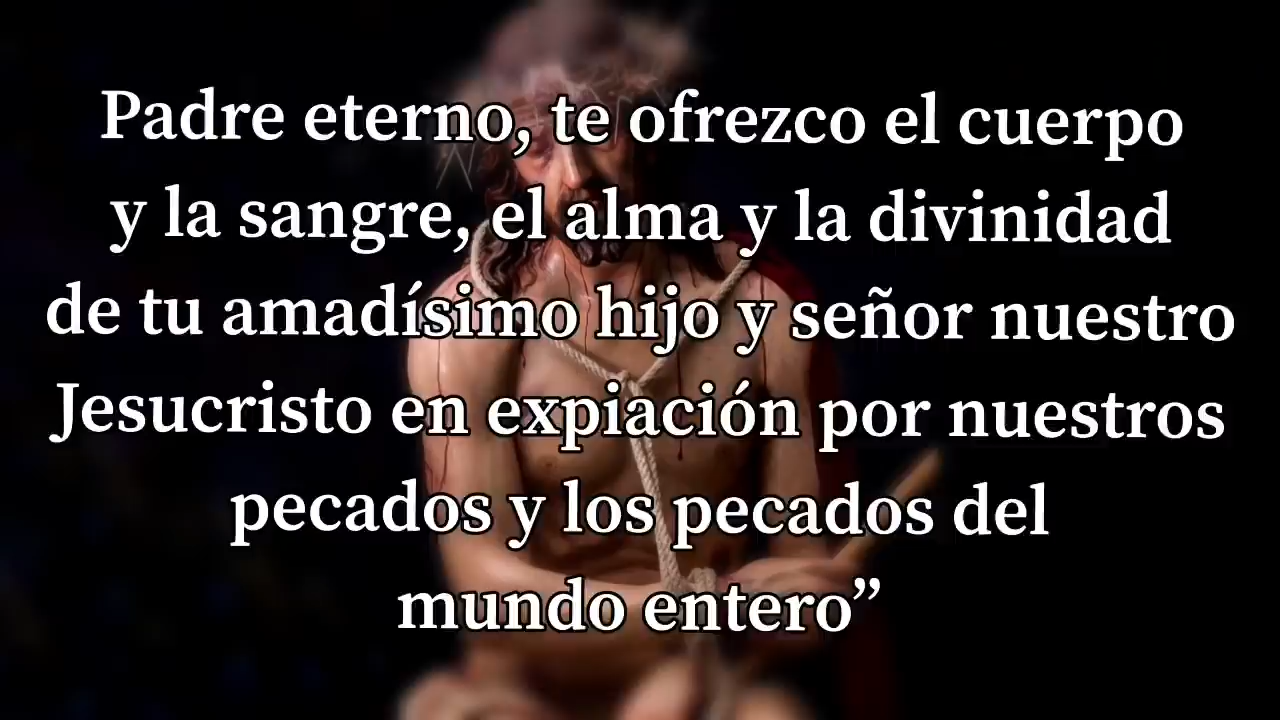 Padre eterno, te ofrezco el cuerpo
y la sangre, el alma y la divinidad
de tu amadísimo hijo y señor nuestro
Jesucristo en expiación por nuestros
pecados y los pecados del
mundo entero”